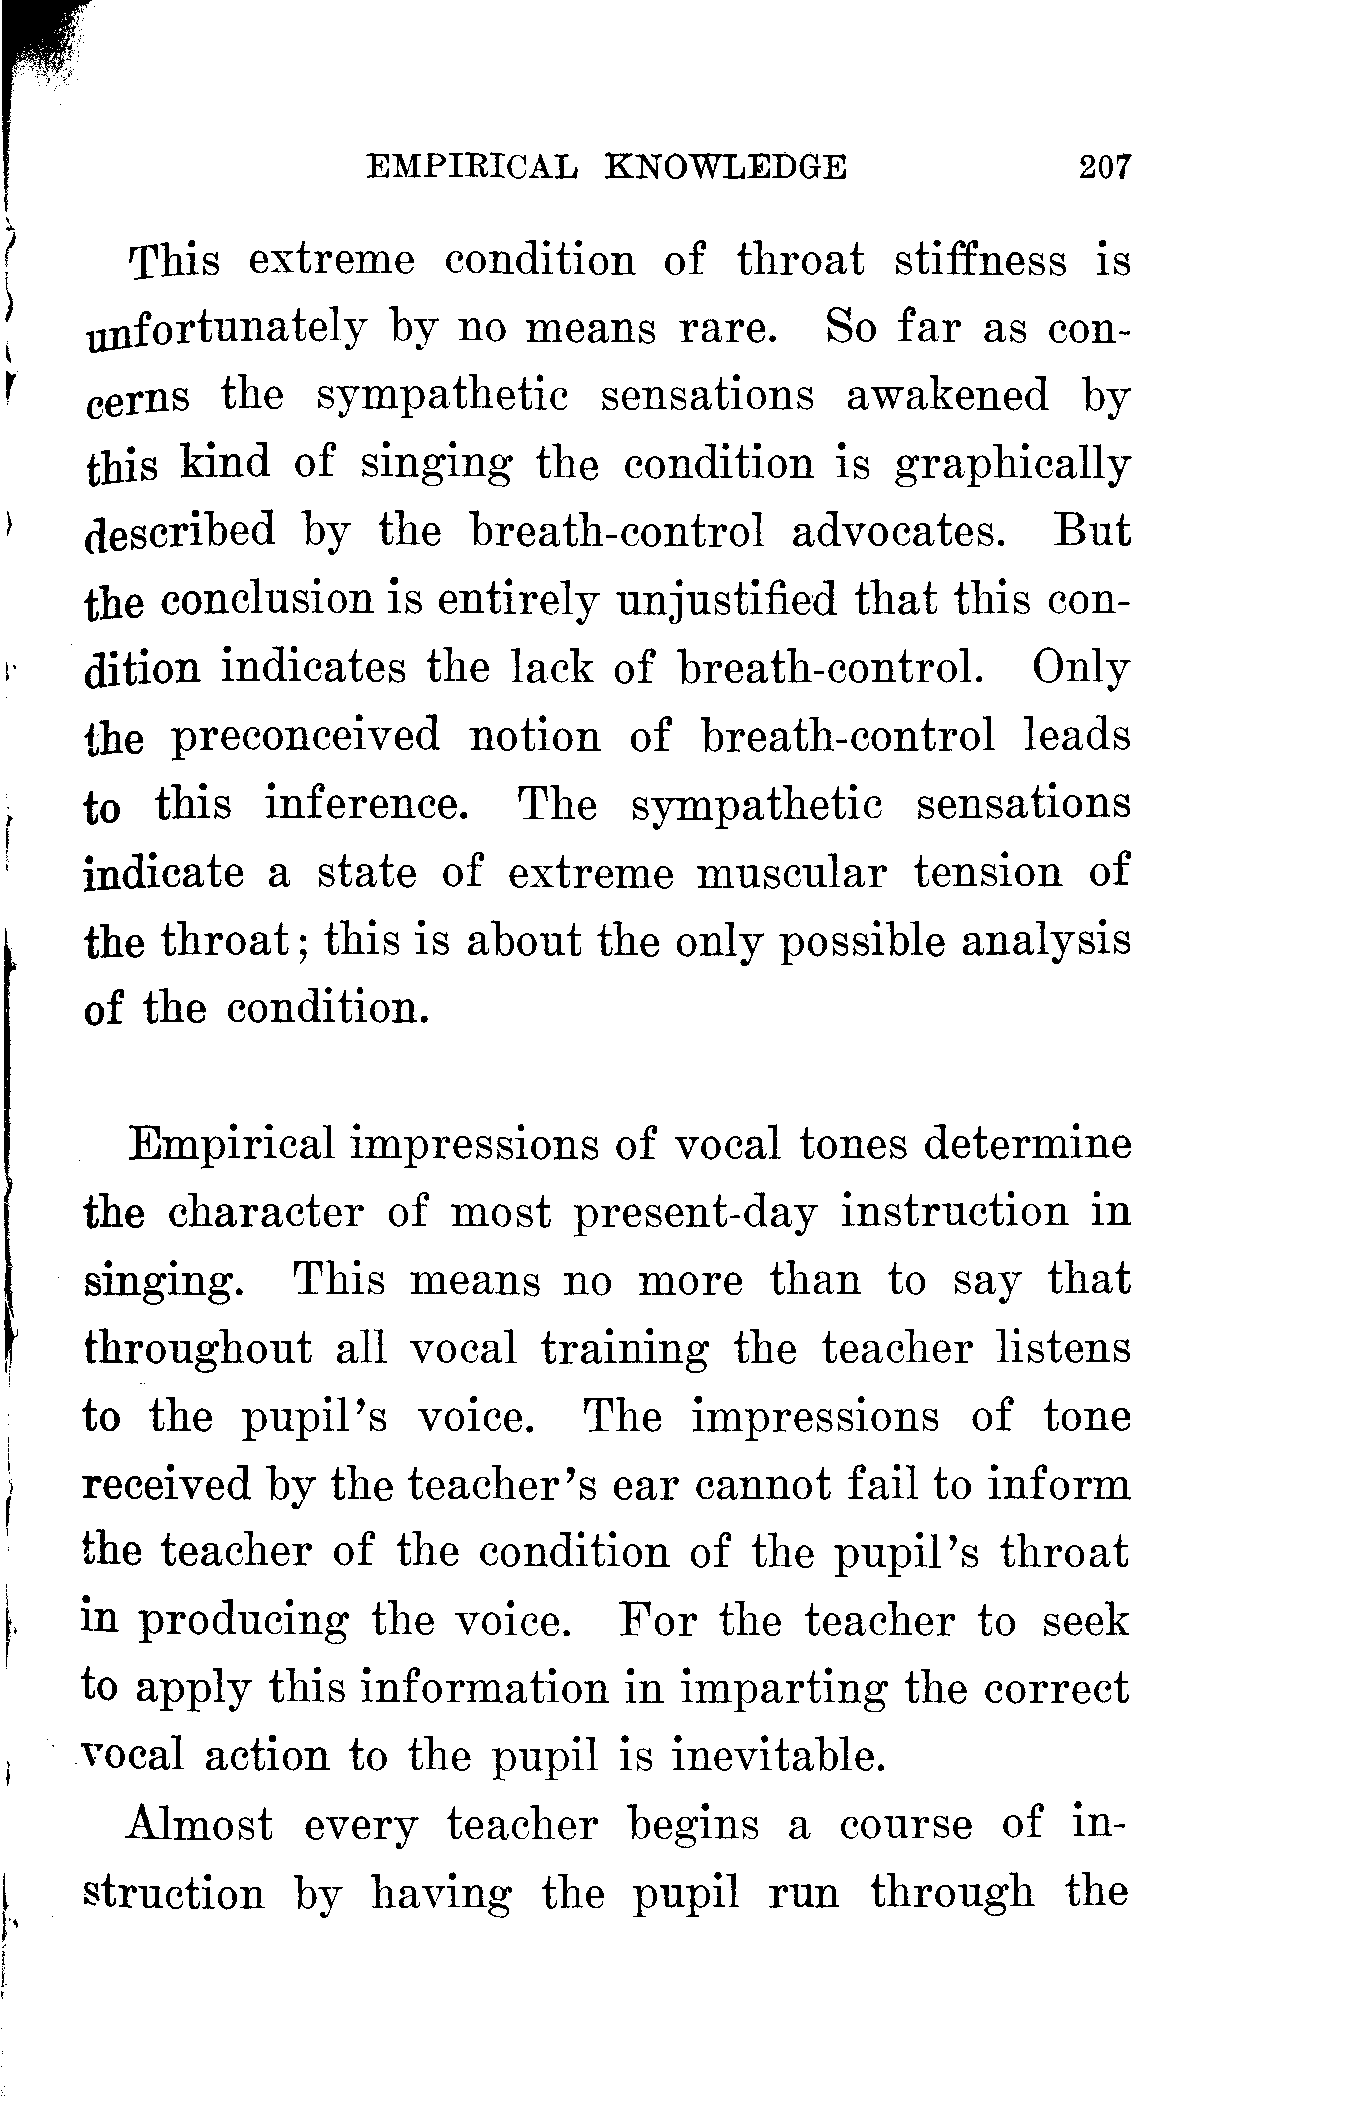 EMPIRICAL KNOWLEDGE 207
This extreme condition of throat stiffness is
unfortunately by no means rare. So far as con-
cerns the sympathetic sensations awakened by
this kind of singing the condition is graphically
described by the breath-control advocates. But
the conclusion is entirely unjustified that this con-
dition indicates the lack of breath-control. Only
the preconceived notion of breath-control leads
to this inference. The sympathetic sensations
indicate a state of extreme muscular tension of
the throat; this is about the only possible analysis
of the condition.
Empirical impressions of vocal tones determine
the character of most present-day instruction in
singing. This means no more than to say that
throughout all vocal training the teacher listens
to the pupil's voice. The impressions of tone
received by the teacher's ear cannot fail to inform
the teacher of the condition of the pupil's throat
in producing the voice. For the teacher to seek
to apply this information in imparting the correct
vocal action to the pupil is inevitable.
Almost every teacher begins a course of in-
struction by having the pupil run through the